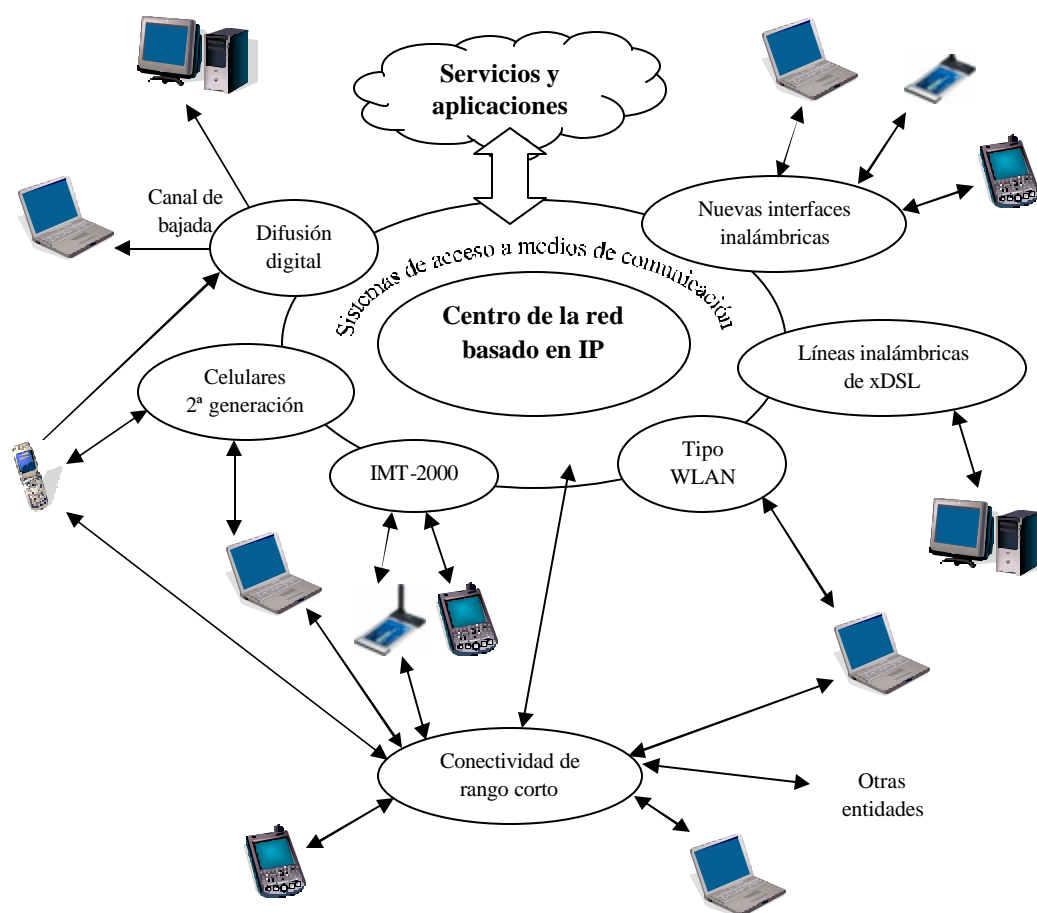 Servicios y
aplicaciones
Canal de
bajada
Difusión
digital
Nuevas interfaces
inalámbricas
Sistemas de acceso a medios de comunicación
Centro de la red
basado en IP
Líneas inalámbricas
de xDSL
Celulares
2ª generación
IMT-2000
Tipo
WLAN
Conectividad de
rango corto
Otras
entidades